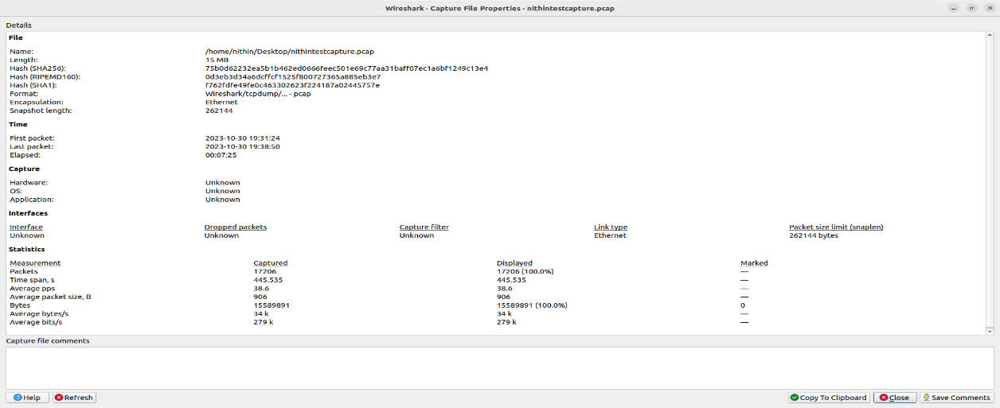 Wireshark · Capture File Properties · nithintestcapture.pcap
Details
File
Name: /home/nithin/Desktop/nithintestcapture.pcap
Length: 15 MB
Hash (SHA256): 75b0d62232ea5b1b462ed0666feec501e69c77aa31baff07ec1a6bf1249c13e4
Hash (RIPEMD160): 0d3eb3d34a6dcffcf1525f800727365a885eb3e7
Hash (SHA1): f762fdfe49fe0c463302623f224187a02445757e
Format: Wireshark/tcpdump/... - pcap
Encapsulation: Ethernet
Snapshot length: 262144
Time
First packet: 2023-10-30 19:31:24
Last packet: 2023-10-30 19:38:50
Elapsed: 00:07:25
Capture
Hardware: Unknown
OS: Unknown
Application: Unknown
Interfaces
Interface Dropped packets Capture filter Link type Packet size limit (snaplen)
Unknown Unknown Unknown Ethernet 262144 bytes
Statistics
Measurement Captured Displayed Marked
Packets 17206 17206 (100.0%) —
Time span, s 445.535 445.535 —
Average pps 38.6 38.6 —
Average packet size, B 906 906 —
Bytes 15589891 15589891 (100.0%) 0
Average bytes/s 34 k 34 k —
Average bits/s 279 k 279 k —
Capture file comments
Help Refresh Copy To Clipboard Close Save Comments